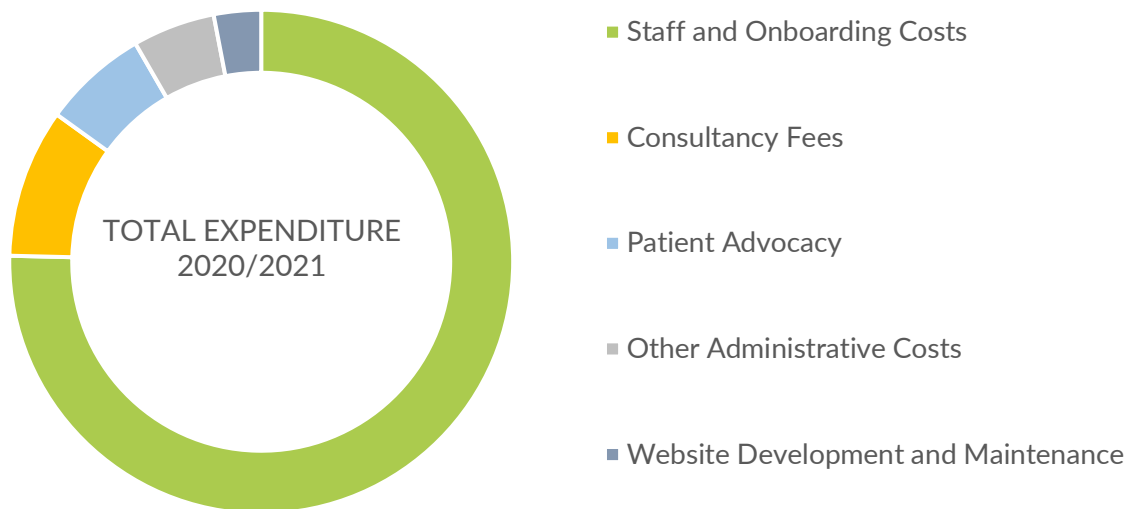 TOTAL EXPENDITURE
2020/2021
Staff and Onboarding Costs
Consultancy Fees
Patient Advocacy
Other Administrative Costs
Website Development and Maintenance